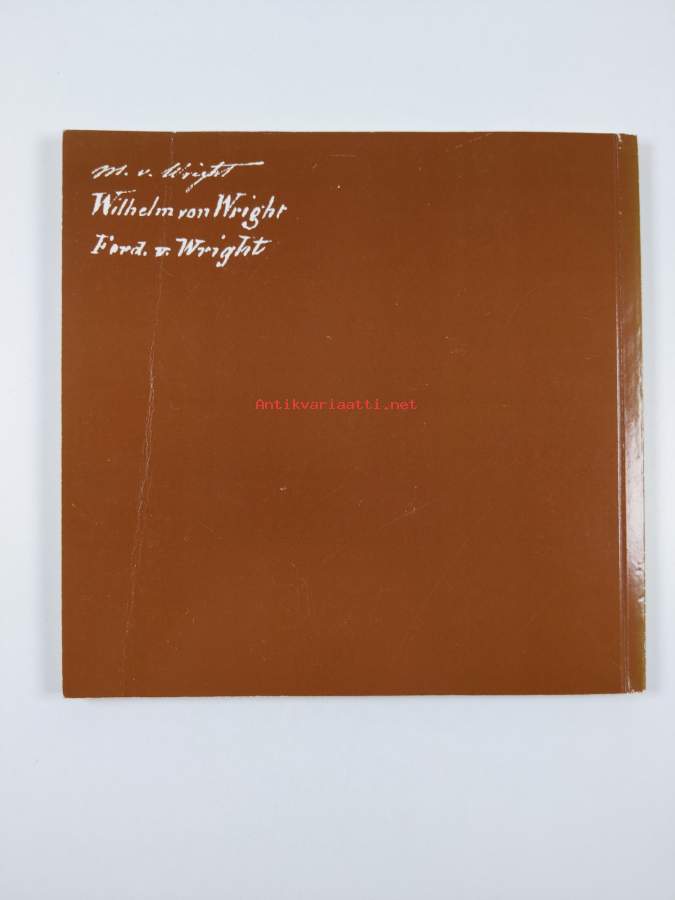 M. v. Wright
Wilhelm von Wright
Ferd. v. Wright
Antikvariaatti.net